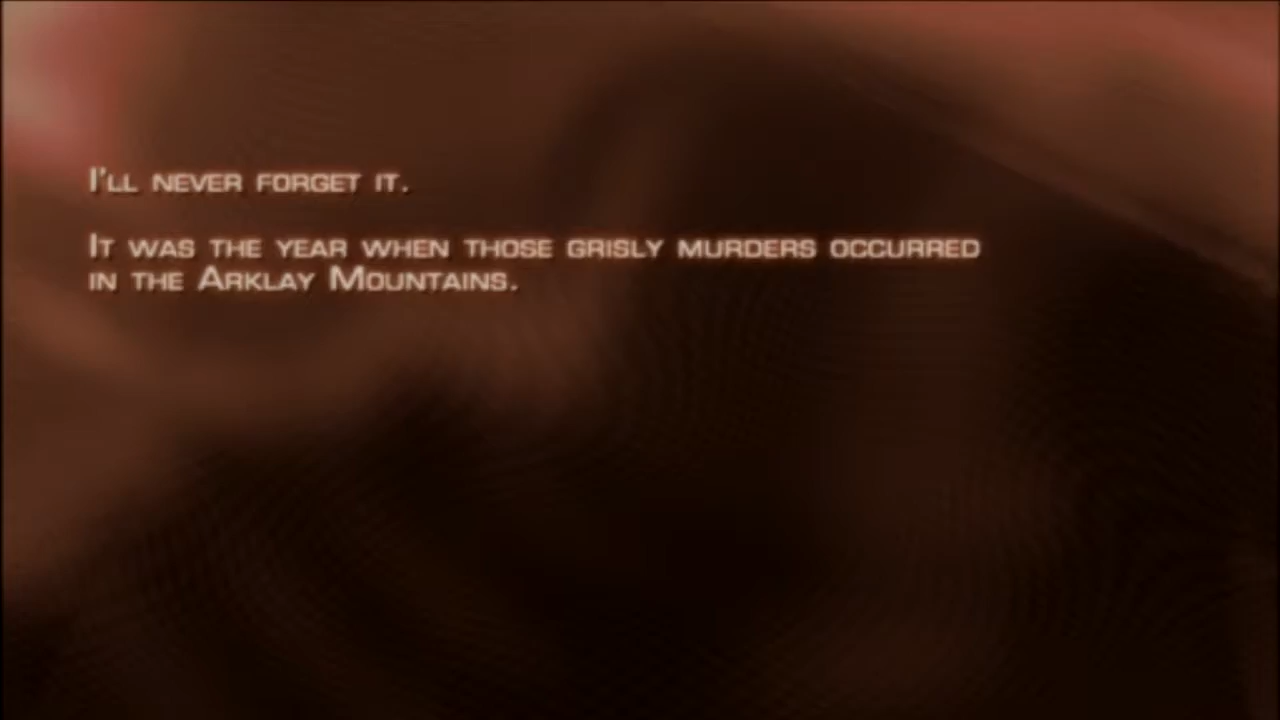 I'll never forget it.
It was the year when those grisly murders occurred
in the Arklay Mountains.